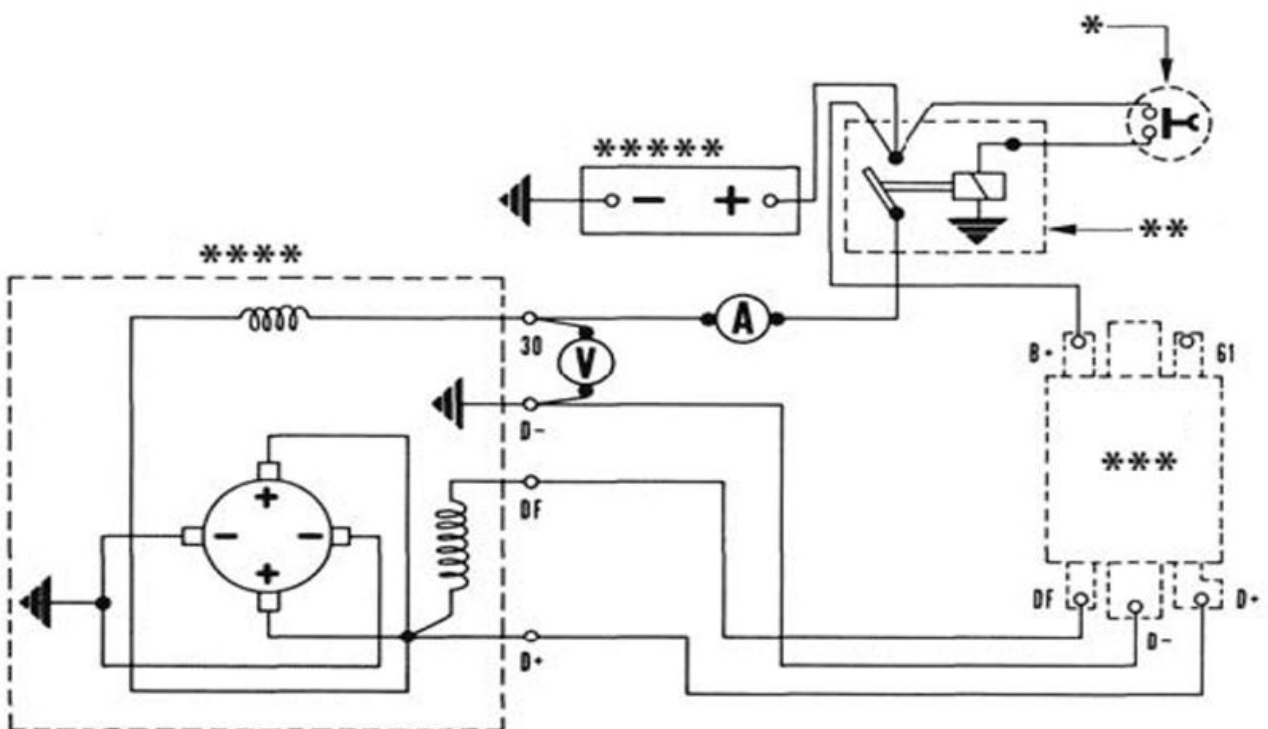 *
*****
− +
**
****
30
A
V
B+
61
D-
***
+
− −
+
DF
DF
D+
D-
D+